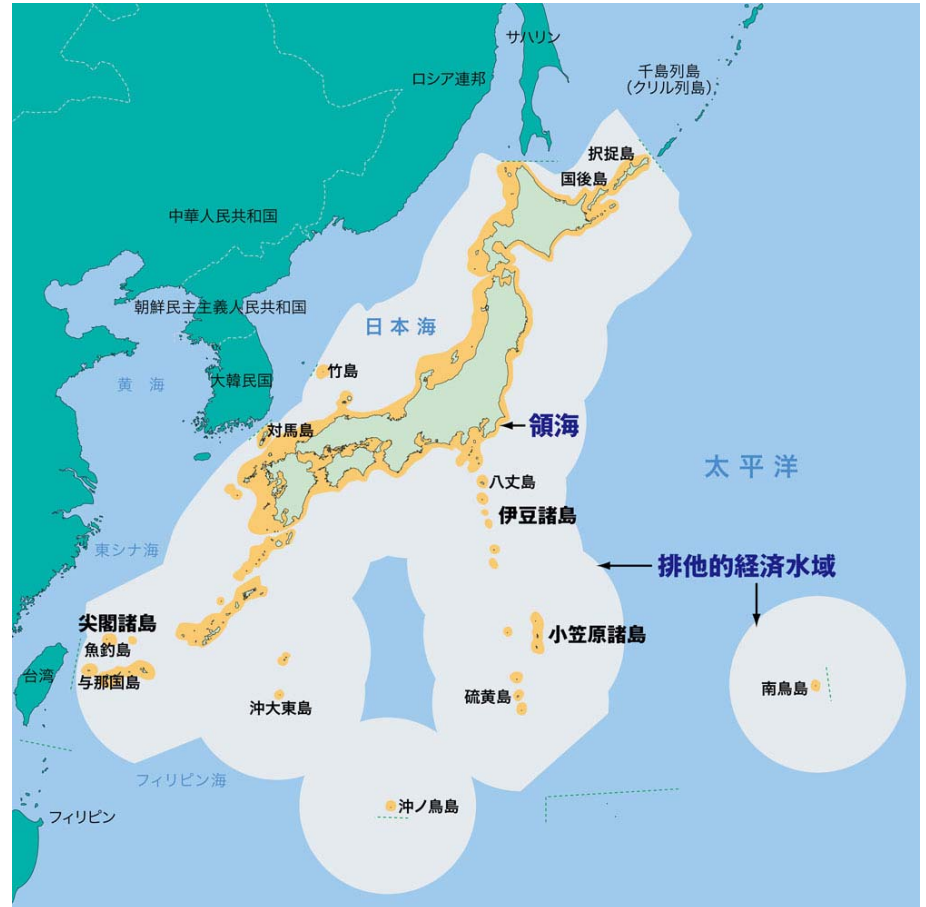 サハリン
ロシア連邦
千島列島
(クリル列島)
択捉島
国後島
中華人民共和国
朝鮮民主主義人民共和国
日本海
竹島
黄海
大韓民国
対馬島
領海
太平洋
八丈島
伊豆諸島
東シナ海
排他的経済水域
尖閣諸島
小笠原諸島
魚釣島
台湾
与那国島
南鳥島
硫黄島
沖大東島
フィリピン海
沖ノ鳥島
フィリピン